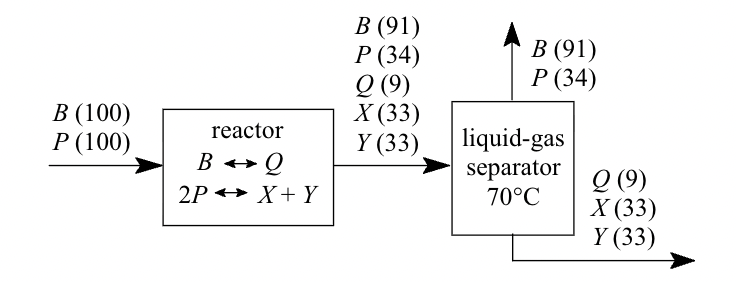 B (100)
P (100)
reactor
B ↔ Q
2P ↔ X + Y
B (91)
P (34)
Q (9)
X (33)
Y (33)
liquid-gas
separator
70°C
B (91)
P (34)
Q (9)
X (33)
Y (33)